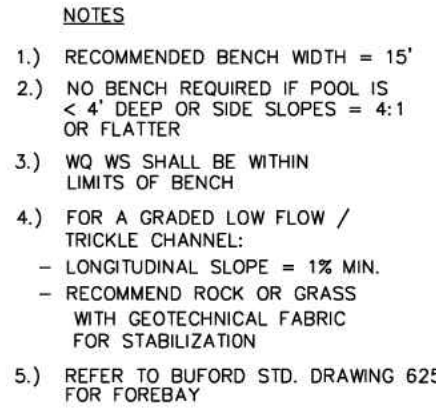 NOTES
1.) RECOMMENDED BENCH WIDTH = 15'
2.) NO BENCH REQUIRED IF POOL IS
< 4' DEEP OR SIDE SLOPES = 4:1
OR FLATTER
3.) WQ WS SHALL BE WITHIN
LIMITS OF BENCH
4.) FOR A GRADED LOW FLOW /
TRICKLE CHANNEL:
- LONGITUDINAL SLOPE = 1% MIN.
- RECOMMEND ROCK OR GRASS
WITH GEOTECHNICAL FABRIC
FOR STABILIZATION
5.) REFER TO BUFORD STD. DRAWING 625
FOR FOREBAY